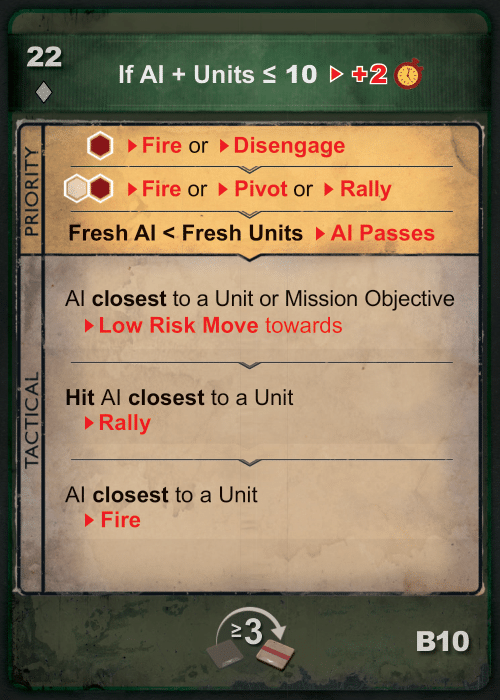 22
If AI + Units ≤ 10 +2
PRIORITY
Fire or Disengage
Fire or Pivot or Rally
Fresh AI < Fresh Units AI Passes
TACTICAL
AI closest to a Unit or Mission Objective
Low Risk Move towards
Hit AI closest to a Unit
Rally
AI closest to a Unit
Fire
≥3
B10